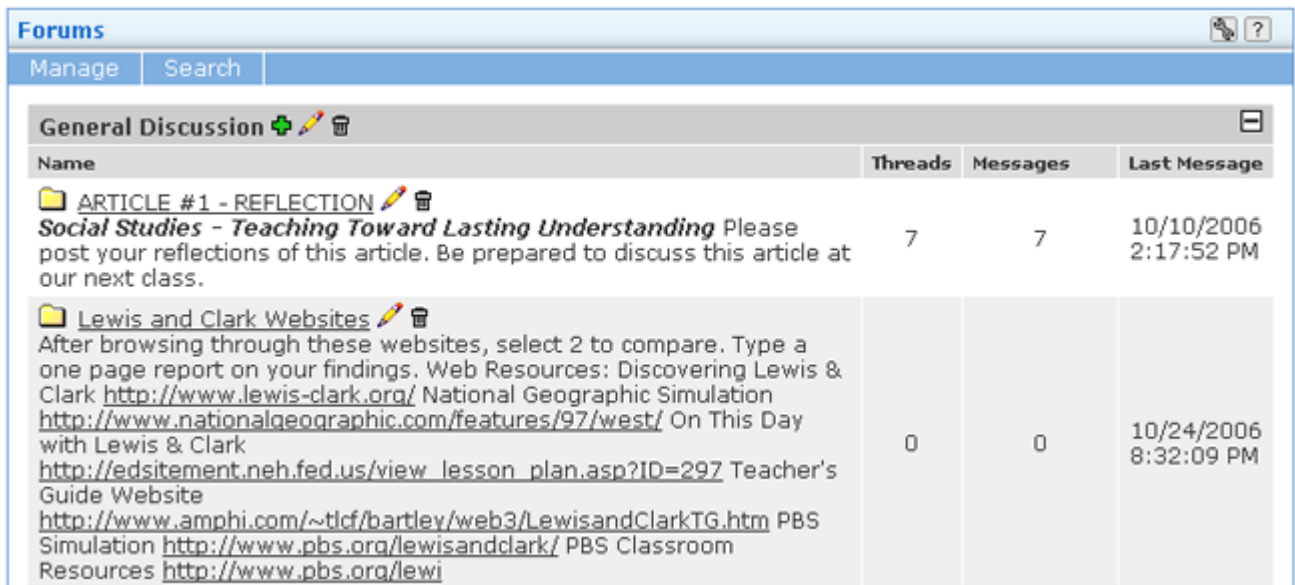 Forums
?
Manage Search
General Discussion
Name Threads Messages Last Message
ARTICLE #1 - REFLECTION
Social Studies - Teaching Toward Lasting Understanding Please
post your reflections of this article. Be prepared to discuss this article at
our next class.
7 7 10/10/2006
2:17:52 PM
Lewis and Clark Websites
After browsing through these websites, select 2 to compare. Type a
one page report on your findings. Web Resources: Discovering Lewis &
Clark http://www.lewis-clark.org/ National Geographic Simulation
http://www.nationalgeographic.com/features/97/west/ On This Day
with Lewis & Clark
http://edsitement.neh.fed.us/view_lesson_plan.asp?ID=297 Teacher's
Guide Website
http://www.amphi.com/~tlcf/bartley/web3/LewisandClarkTG.htm PBS
Simulation http://www.pbs.org/lewisandclark/ PBS Classroom
Resources http://www.pbs.org/lewi
0 0 10/24/2006
8:32:09 PM